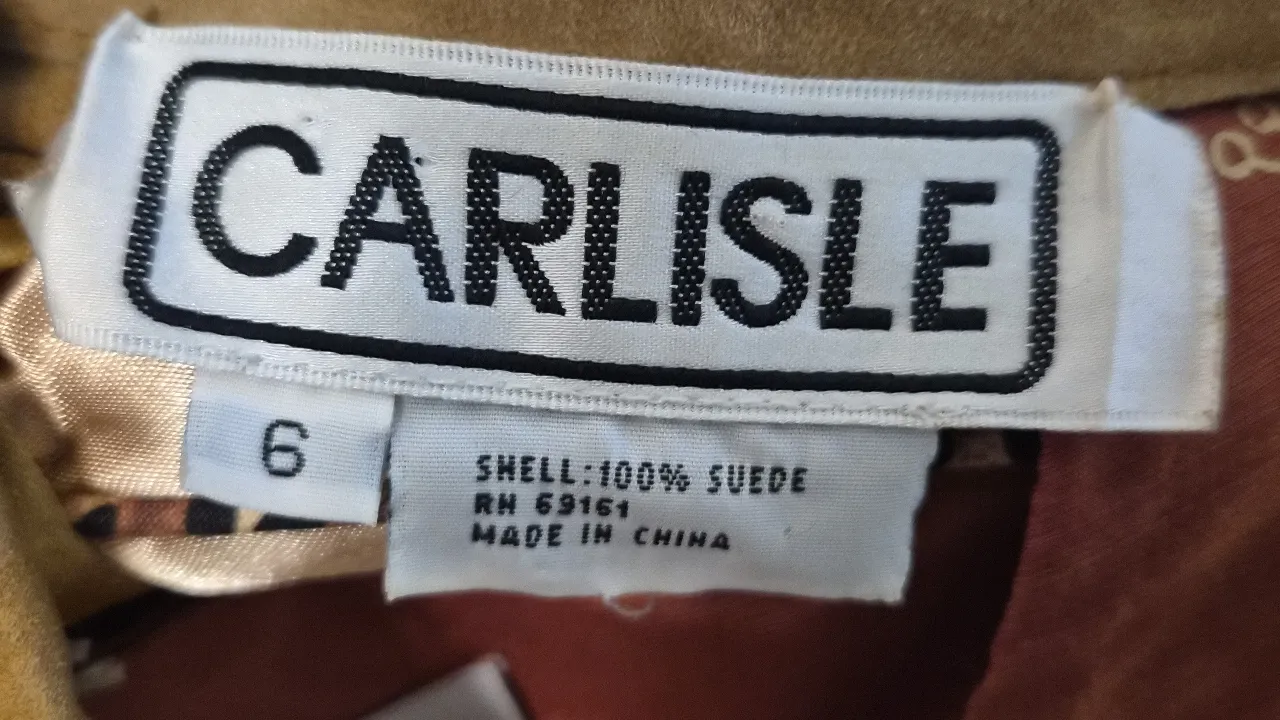 CARLISLE
6
SHELL:100% SUEDE
RN 69161
MADE IN CHINA